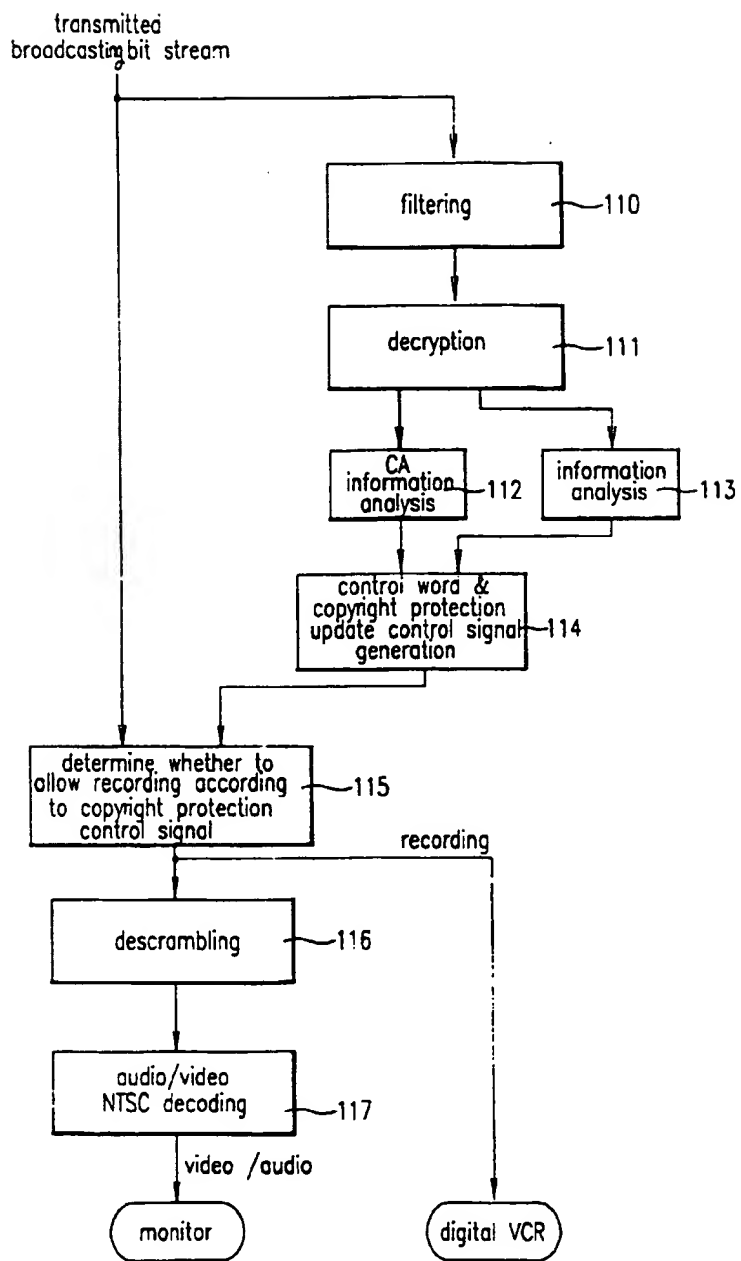 transmitted
broadcasting bit stream
filtering
110
decryption
111
CA
information
analysis
112
information
analysis
113
control word &
copyright protection
update control signal
generation
114
determine whether to
allow recording according
to copyright protection
control signal
115
recording
descrambling
116
audio/video
NTSC decoding
117
video /audio
monitor
digital VCR